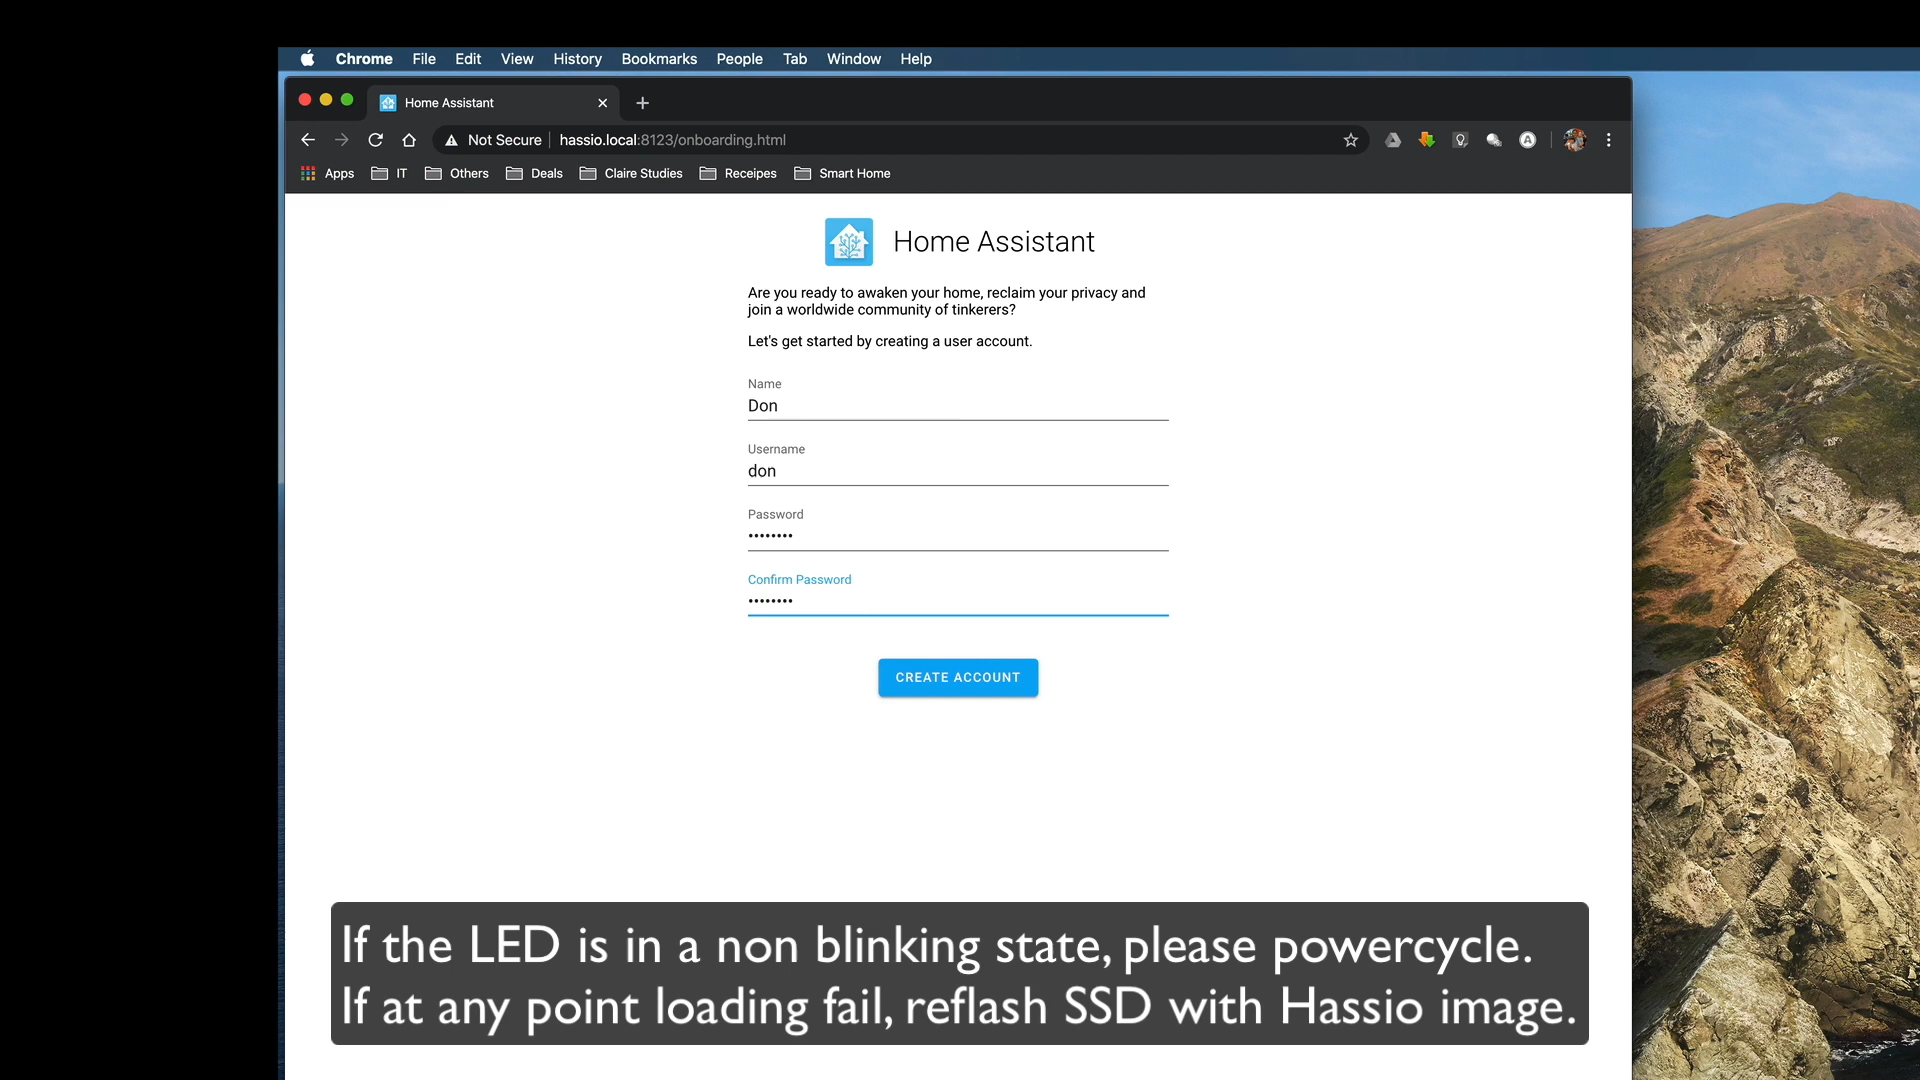 Chrome File Edit View History Bookmarks People Tab Window Help
Home Assistant
Not Secure hassio.local:8123/onboarding.html
Apps IT Others Deals Claire Studies Receipes Smart Home
Home Assistant
Are you ready to awaken your home, reclaim your privacy and
join a worldwide community of tinkerers?
Let's get started by creating a user account.
Name
Don
Username
don
Password
••••••••
Confirm Password
••••••••
CREATE ACCOUNT
If the LED is in a non blinking state, please powercycle.
If at any point loading fail, reflash SSD with Hassio image.